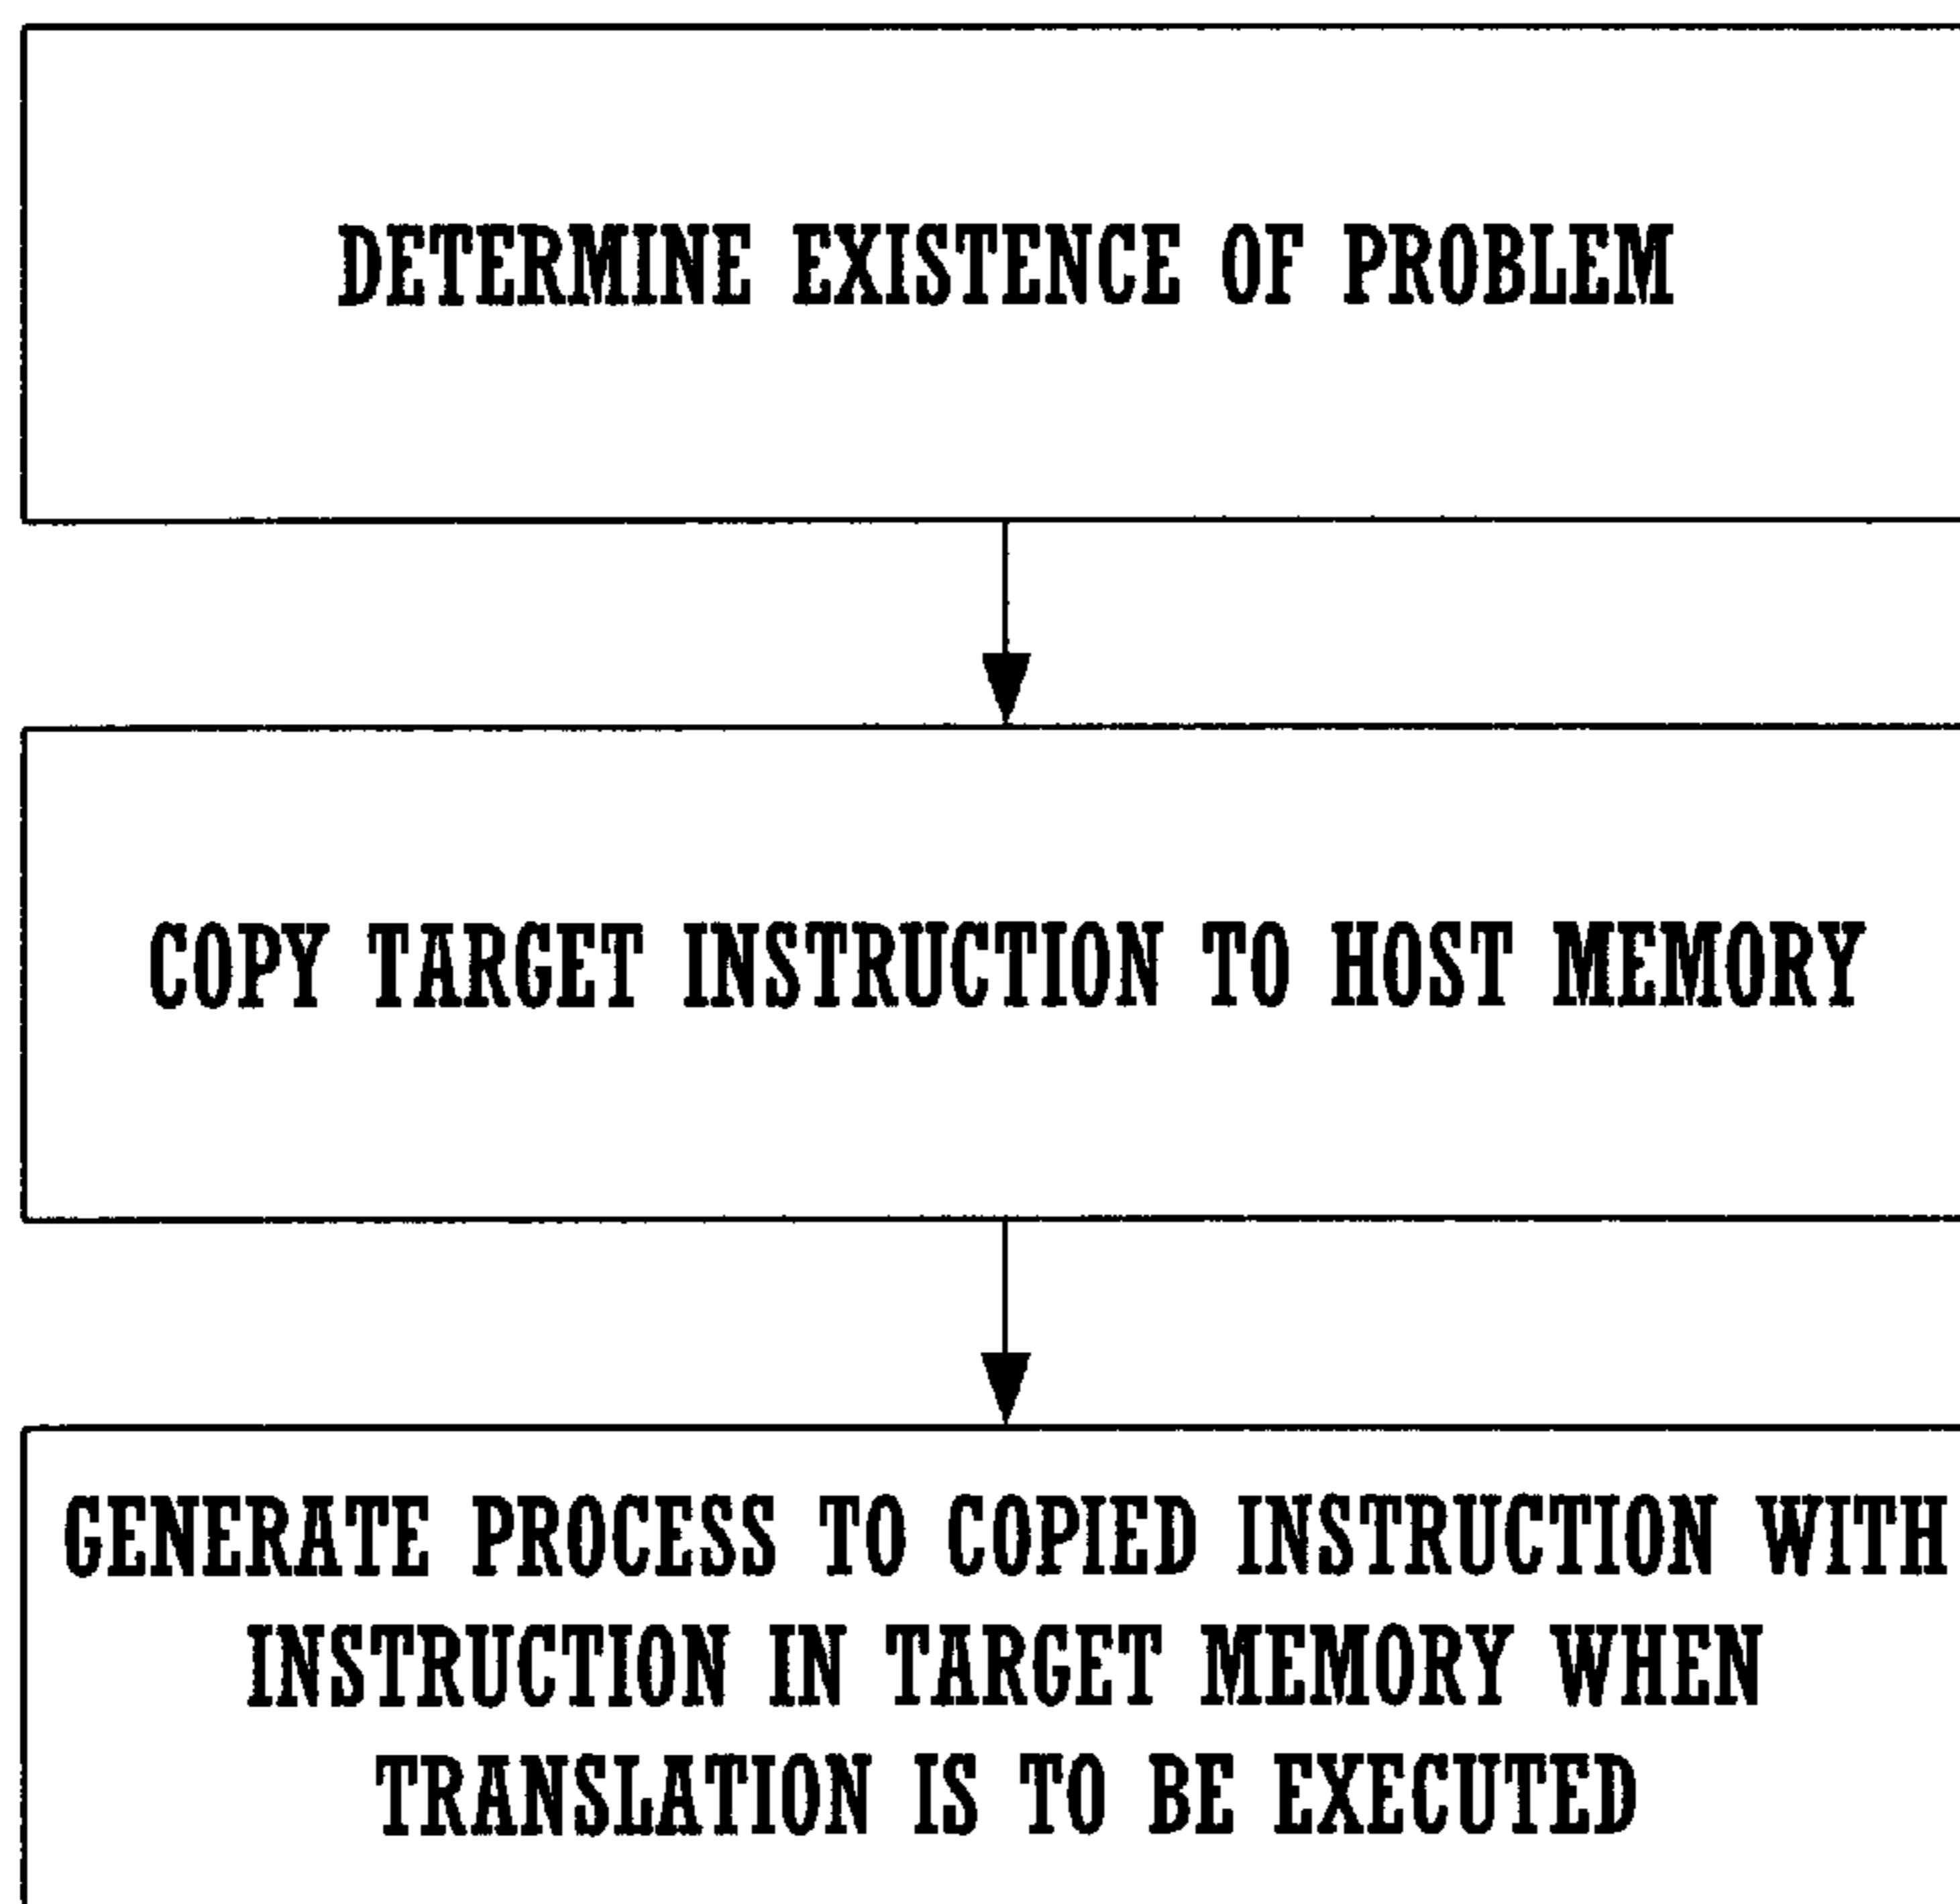 DETERMINE EXISTENCE OF PROBLEM
COPY TARGET INSTRUCTION TO HOST MEMORY
GENERATE PROCESS TO COPIED INSTRUCTION WITH
INSTRUCTION IN TARGET MEMORY WHEN
TRANSLATION IS TO BE EXECUTED